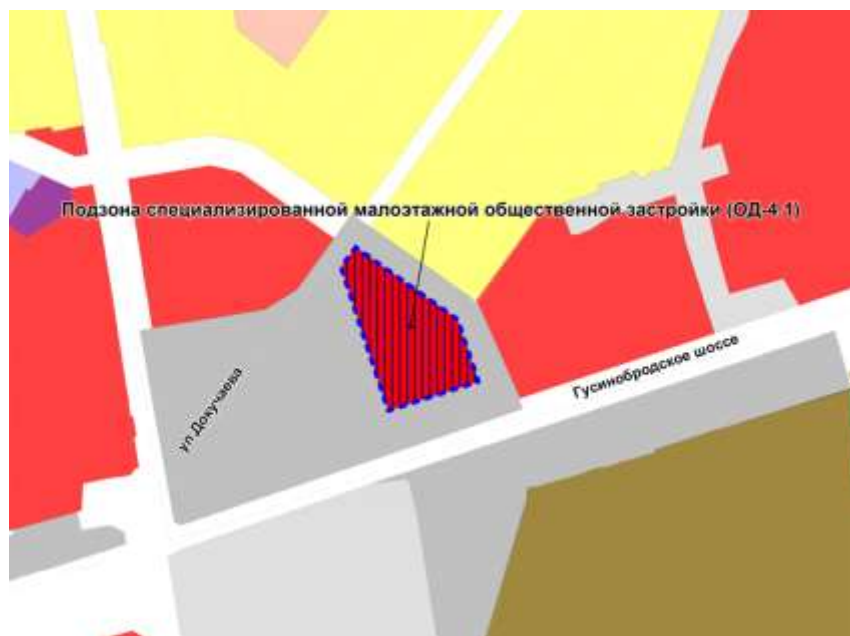 Подзона специализированной малоэтажной общественной застройки (ОД-4.1)
Гусинобродское шоссе
ул Докучаева